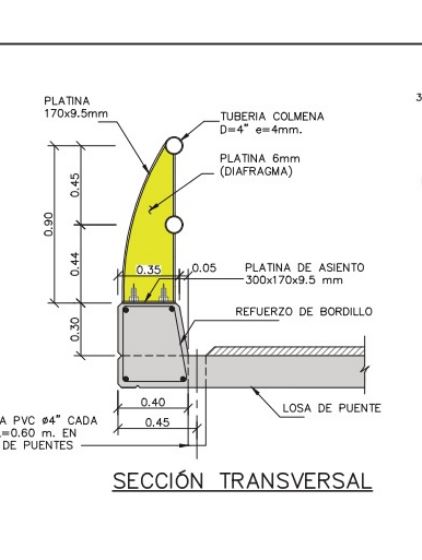 3
PLATINA
170x9.5mm
TUBERIA COLMENA
D=4" e=4mm.
PLATINA 6mm
(DIAFRAGMA)
0.45
0.90
0.44
0.35
0.05
PLATINA DE ASIENTO
300x170x9.5 mm
0.30
REFUERZO DE BORDILLO
0.40
0.45
LOSA DE PUENTE
A PVC ø4" CADA
=0.60 m. EN
DE PUENTES
SECCIÓN TRANSVERSAL